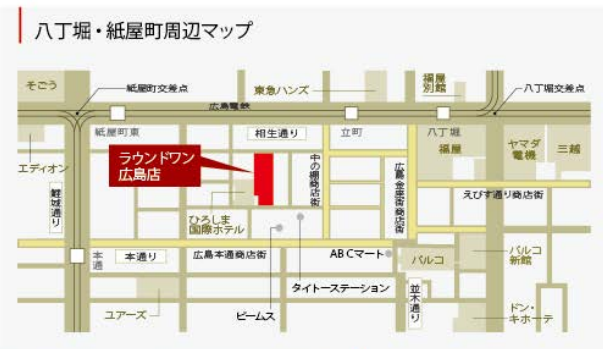 八丁堀・紙屋町周辺マップ
そごう
紙屋町交差点
東急ハンズ
福屋
別館
八丁堀交差点
広島電鉄
紙屋町東
相生通り
立町
八丁堀
福屋
ヤマダ
電機
三越
エディオン
ラウンドワン
広島店
鯉城通り
中の棚商店街
広島金座街商店街
えびす通り商店街
ひろしま
国際ホテル
本通
本通り
広島本通商店街
ABCマート
パルコ
パルコ
新館
タイトーステーション
並木通り
ユアーズ
ビームス
ドン・
キホーテ